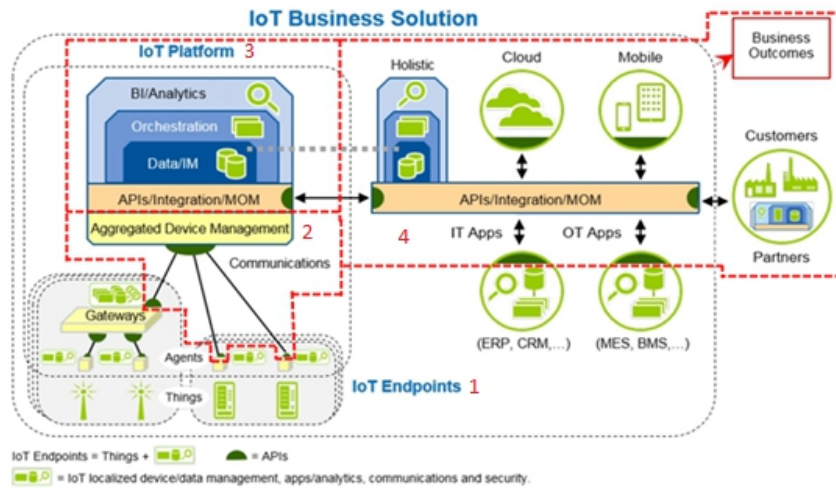 IoT Business Solution
IoT Platform 3
Business
Outcomes
Holistic
Cloud
Mobile
BI/Analytics
Orchestration
Data/IM
Customers
APIs/Integration/MOM
APIs/Integration/MOM
Aggregated Device Management 2
4
IT Apps
OT Apps
Partners
Communications
Gateways
Agents
(ERP, CRM,...)
(MES, BMS,...)
Things
IoT Endpoints 1
IoT Endpoints = Things +
= APIs
= IoT localized device/data management, apps/analytics, communications and security.